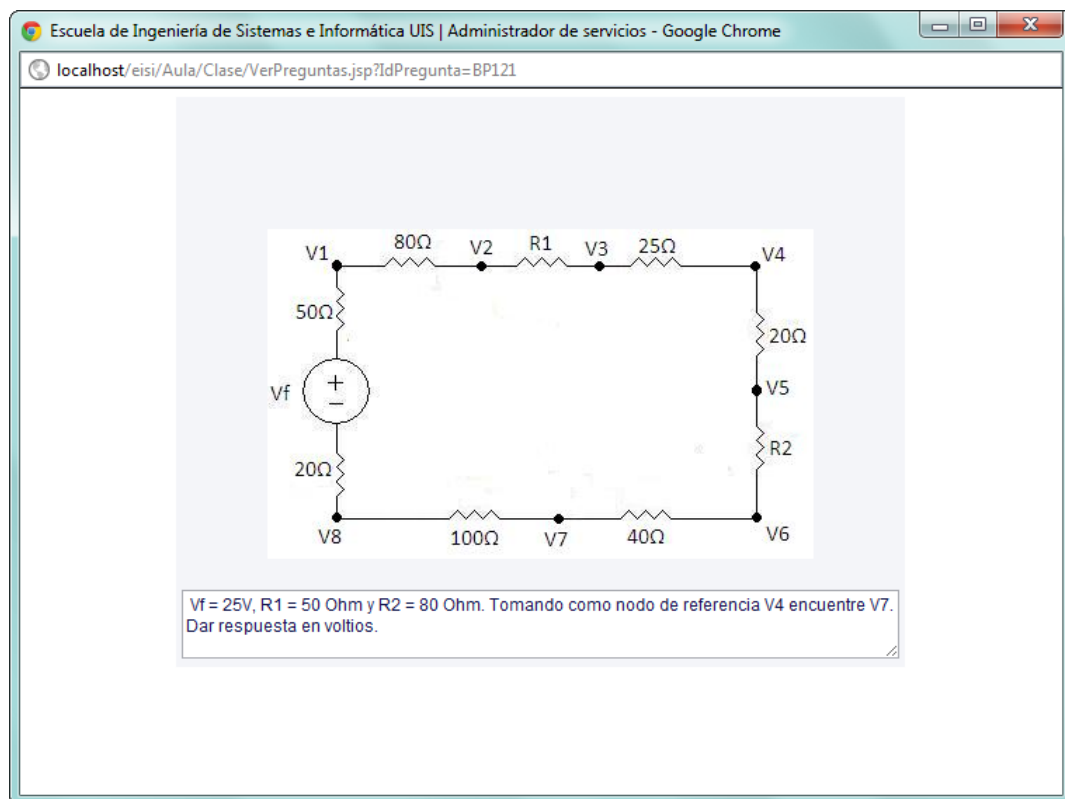 Escuela de Ingeniería de Sistemas e Informática UIS | Administrador de servicios - Google Chrome
localhost/eisi/Aula/Clase/VerPreguntas.jsp?IdPregunta=BP121
V1 80Ω V2 R1 V3 25Ω V4
50Ω 20Ω
Vf + − V5
20Ω R2
V8 100Ω V7 40Ω V6
Vf = 25V, R1 = 50 Ohm y R2 = 80 Ohm. Tomando como nodo de referencia V4 encuentre V7.
Dar respuesta en voltios.